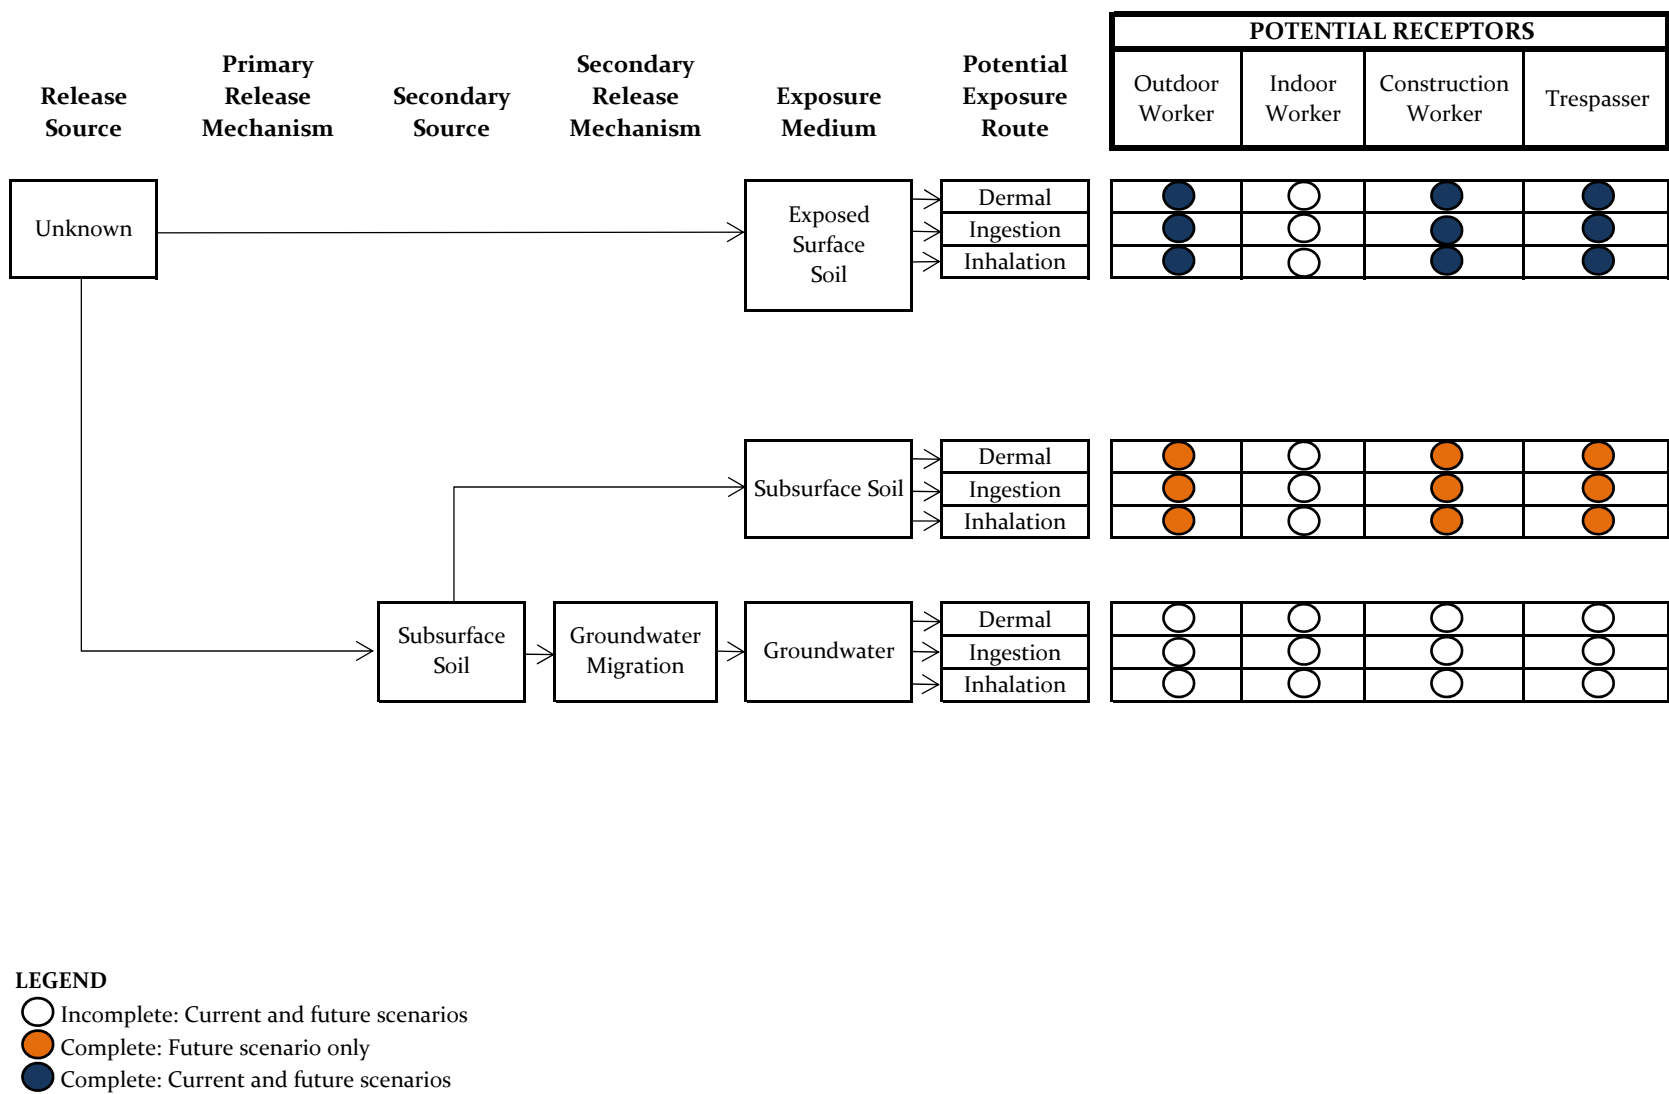 POTENTIAL RECEPTORS
Release
Source
Primary
Release
Mechanism
Secondary
Source
Secondary
Release
Mechanism
Exposure
Medium
Potential
Exposure
Route
Outdoor
Worker
Indoor
Worker
Construction
Worker
Trespasser
Unknown
Exposed
Surface
Soil
Dermal
Ingestion
Inhalation
Subsurface Soil
Dermal
Ingestion
Inhalation
Subsurface
Soil
Groundwater
Migration
Groundwater
Dermal
Ingestion
Inhalation
LEGEND
Incomplete: Current and future scenarios
Complete: Future scenario only
Complete: Current and future scenarios